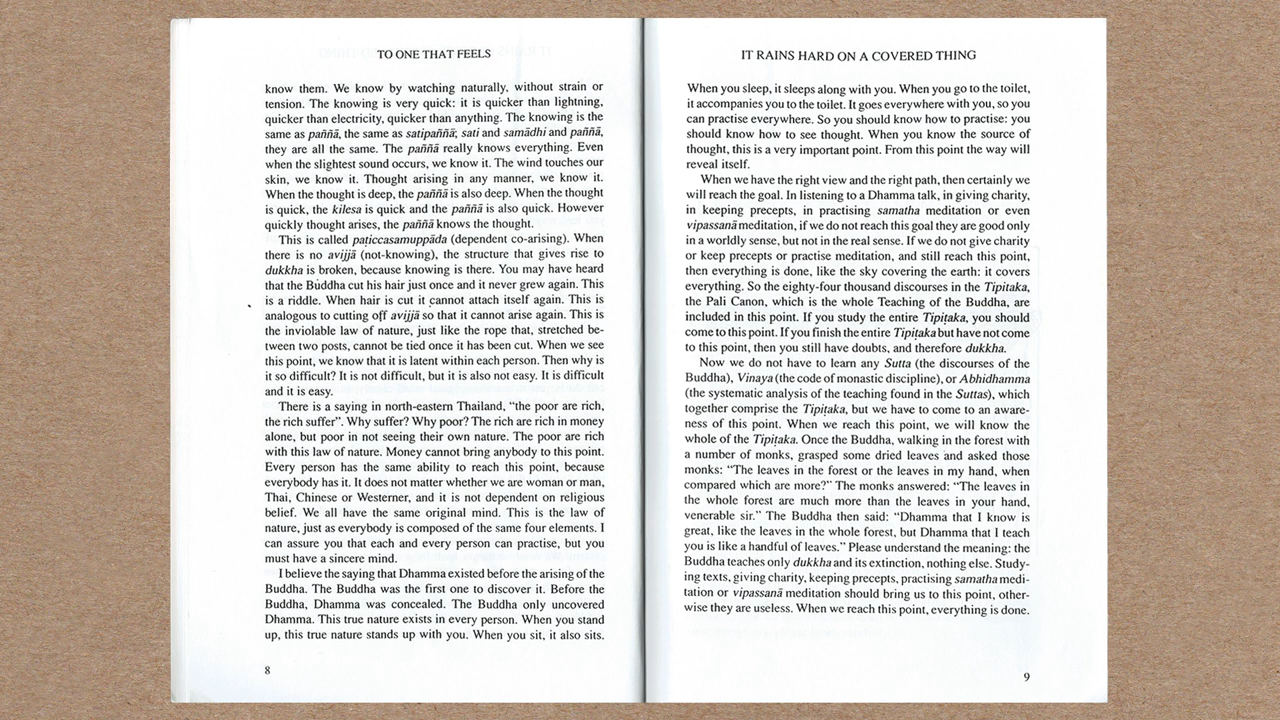 TO ONE THAT FEELS
know them. We know by watching naturally, without strain or
tension. The knowing is very quick: it is quicker than lightning,
quicker than electricity, quicker than anything. The knowing is the
same as paññā, the same as satipaññā; sati and samādhi and paññā,
they are all the same. The paññā really knows everything. Even
when the slightest sound occurs, we know it. The wind touches our
skin, we know it. Thought arising in any manner, we know it.
When the thought is deep, the paññā is also deep. When the thought
is quick, the kilesa is quick and the paññā is also quick. However
quickly thought arises, the paññā knows the thought.
This is called paṭiccasamuppāda (dependent co-arising). When
there is no avijjā (not-knowing), the structure that gives rise to
dukkha is broken, because knowing is there. You may have heard
that the Buddha cut his hair just once and it never grew again. This
is a riddle. When hair is cut it cannot attach itself again. This is
analogous to cutting off avijjā so that it cannot arise again. This is
the inviolable law of nature, just like the rope that, stretched be-
tween two posts, cannot be tied once it has been cut. When we see
this point, we know that it is latent within each person. Then why is
it so difficult? It is not difficult, but it is also not easy. It is difficult
and it is easy.
There is a saying in north-eastern Thailand, “the poor are rich,
the rich suffer”. Why suffer? Why poor? The rich are rich in money
alone, but poor in not seeing their own nature. The poor are rich
with this law of nature. Money cannot bring anybody to this point.
Every person has the same ability to reach this point, because
everybody has it. It does not matter whether we are woman or man,
Thai, Chinese or Westerner, and it is not dependent on religious
belief. We all have the same original mind. This is the law of
nature, just as everybody is composed of the same four elements. I
can assure you that each and every person can practise, but you
must have a sincere mind.
I believe the saying that Dhamma existed before the arising of the
Buddha. The Buddha was the first one to discover it. Before the
Buddha, Dhamma was concealed. The Buddha only uncovered
Dhamma. This true nature exists in every person. When you stand
up, this true nature stands up with you. When you sit, it also sits.
8
IT RAINS HARD ON A COVERED THING
When you sleep, it sleeps along with you. When you go to the toilet,
it accompanies you to the toilet. It goes everywhere with you, so you
can practise everywhere. So you should know how to practise: you
should know how to see thought. When you know the source of
thought, this is a very important point. From this point the way will
reveal itself.
When we have the right view and the right path, then certainly we
will reach the goal. In listening to a Dhamma talk, in giving charity,
in keeping precepts, in practising samatha meditation or even
vipassanā meditation, if we do not reach this goal they are good only
in a worldly sense, but not in the real sense. If we do not give charity
or keep precepts or practise meditation, and still reach this point,
then everything is done, like the sky covering the earth: it covers
everything. So the eighty-four thousand discourses in the Tipitaka,
the Pali Canon, which is the whole Teaching of the Buddha, are
included in this point. If you study the entire Tipiṭaka, you should
come to this point. If you finish the entire Tipiṭaka but have not come
to this point, then you still have doubts, and therefore dukkha.
Now we do not have to learn any Sutta (the discourses of the
Buddha), Vinaya (the code of monastic discipline), or Abhidhamma
(the systematic analysis of the teaching found in the Suttas), which
together comprise the Tipiṭaka, but we have to come to an aware-
ness of this point. When we reach this point, we will know the
whole of the Tipiṭaka. Once the Buddha, walking in the forest with
a number of monks, grasped some dried leaves and asked those
monks: “The leaves in the forest or the leaves in my hand, when
compared which are more?” The monks answered: “The leaves in
the whole forest are much more than the leaves in your hand,
venerable sir.” The Buddha then said: “Dhamma that I know is
great, like the leaves in the whole forest, but Dhamma that I teach
you is like a handful of leaves.” Please understand the meaning: the
Buddha teaches only dukkha and its extinction, nothing else. Study-
ing texts, giving charity, keeping precepts, practising samatha medi-
tation or vipassanā meditation should bring us to this point, other-
wise they are useless. When we reach this point, everything is done.
9